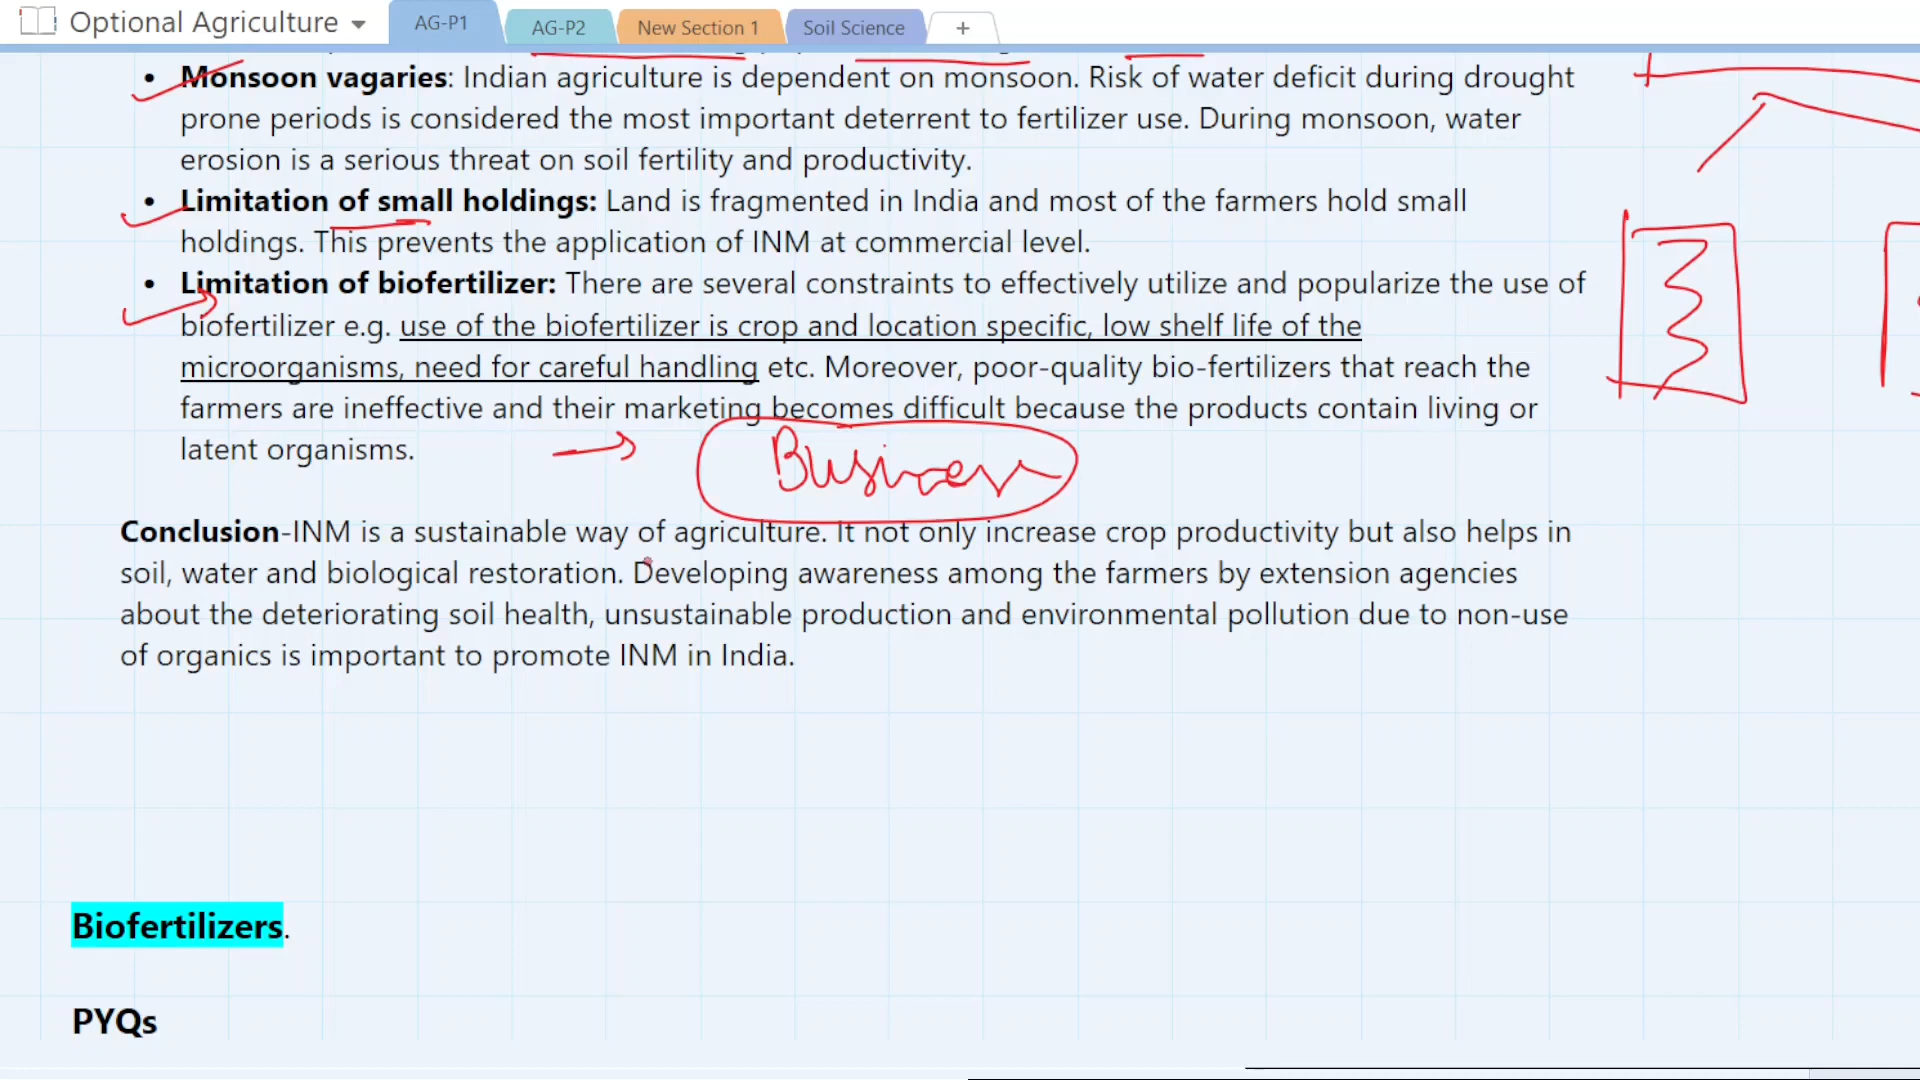 Optional Agriculture
AG-P1
AG-P2
New Section 1
Soil Science
+
• Monsoon vagaries: Indian agriculture is dependent on monsoon. Risk of water deficit during drought
prone periods is considered the most important deterrent to fertilizer use. During monsoon, water
erosion is a serious threat on soil fertility and productivity.
• Limitation of small holdings: Land is fragmented in India and most of the farmers hold small
holdings. This prevents the application of INM at commercial level.
• Limitation of biofertilizer: There are several constraints to effectively utilize and popularize the use of
biofertilizer e.g. use of the biofertilizer is crop and location specific, low shelf life of the
microorganisms, need for careful handling etc. Moreover, poor-quality bio-fertilizers that reach the
farmers are ineffective and their marketing becomes difficult because the products contain living or
latent organisms.
Business
Conclusion-INM is a sustainable way of agriculture. It not only increase crop productivity but also helps in
soil, water and biological restoration. Developing awareness among the farmers by extension agencies
about the deteriorating soil health, unsustainable production and environmental pollution due to non-use
of organics is important to promote INM in India.
Biofertilizers.
PYQs